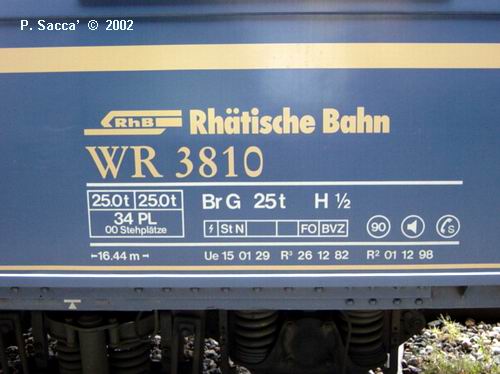 P. Sacca' © 2002
RhB Rhätische Bahn
WR 3810
25.0t 25.0t Br G 25t H ½
34 PL
00 Stehplätze St N FO BVZ 90 S
16.44 m Ue 15 01 29 R³ 26 12 82 R² 01 12 98